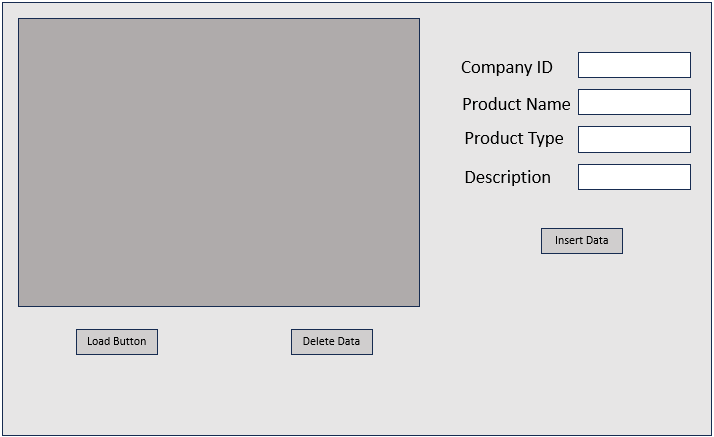 Company ID
Product Name
Product Type
Description
Insert Data
Load Button
Delete Data